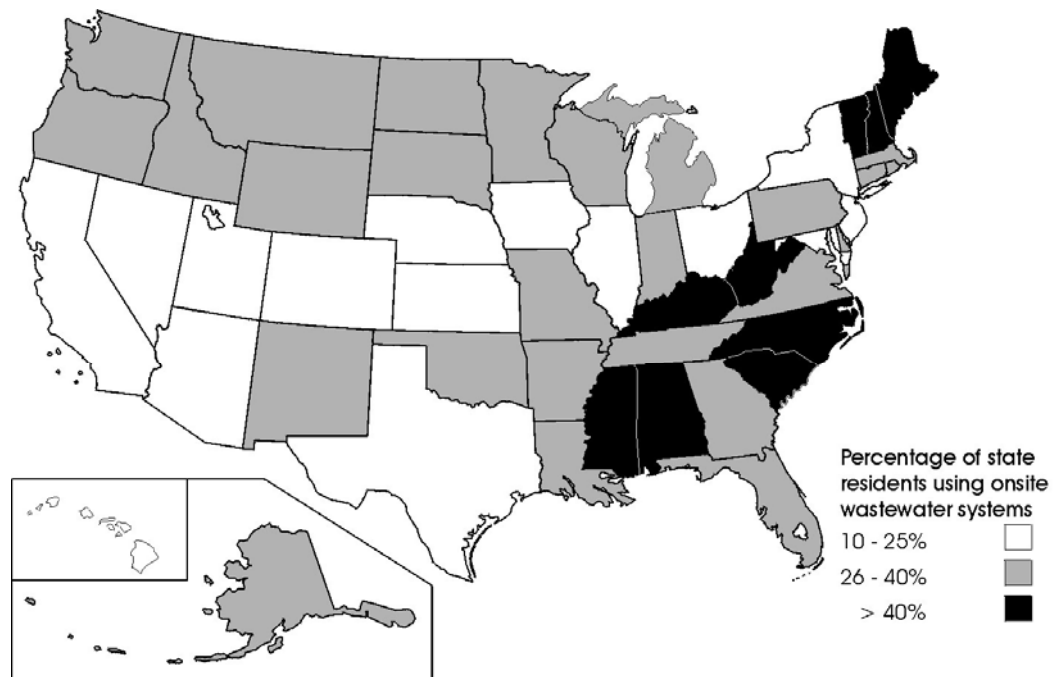 Percentage of state
residents using onsite
wastewater systems
10 - 25%
26 - 40%
> 40%